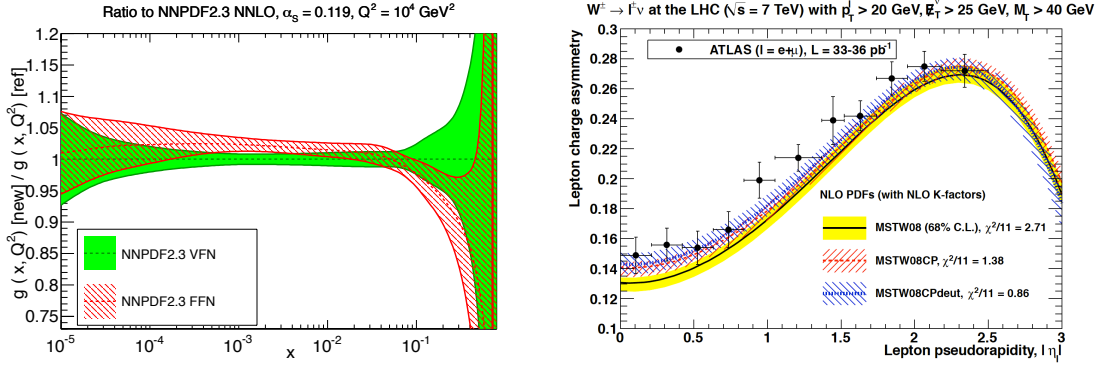 Ratio to NNPDF2.3 NNLO, αS = 0.119, Q² = 10⁴ GeV²
g ( x, Q²) [new] / g ( x, Q²) [ref]
1.2
1.15
1.1
1.05
1
0.95
0.9
0.85
0.8
0.75
NNPDF2.3 VFN
NNPDF2.3 FFN
10⁻⁵
10⁻⁴
10⁻³
10⁻²
10⁻¹
x
W± → l±ν at the LHC (√s = 7 TeV) with p_T^l > 20 GeV, E̸_T^ν > 25 GeV, M_T > 40 GeV
Lepton charge asymmetry
0.3
0.28
0.26
0.24
0.22
0.2
0.18
0.16
0.14
0.12
0.1
ATLAS (l = e+μ), L = 33-36 pb⁻¹
NLO PDFs (with NLO K-factors)
MSTW08 (68% C.L.), χ²/11 = 2.71
MSTW08CP, χ²/11 = 1.38
MSTW08CPdeut, χ²/11 = 0.86
0
0.5
1
1.5
2
2.5
3
Lepton pseudorapidity, |η_l|